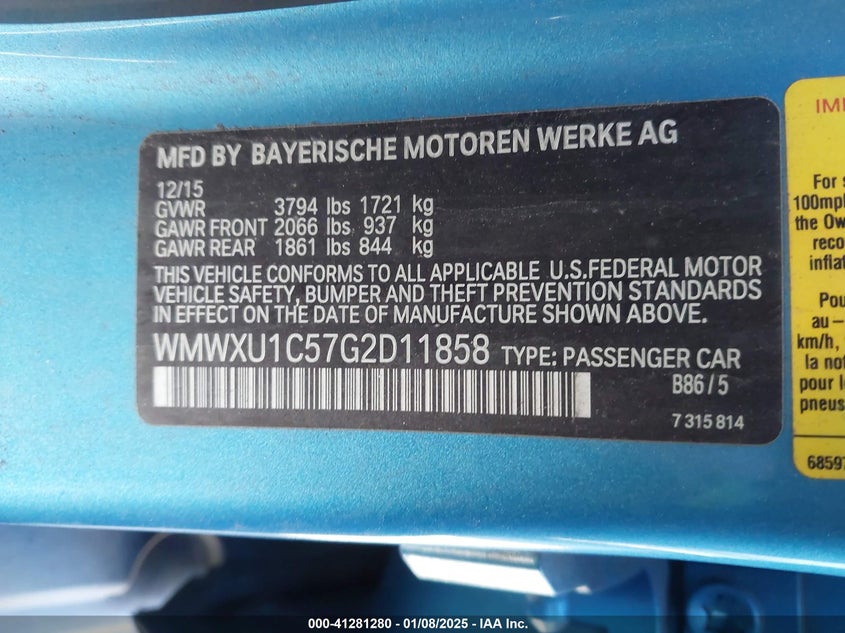 MFD BY BAYERISCHE MOTOREN WERKE AG
12/15
GVWR 3794 lbs 1721 kg
GAWR FRONT 2066 lbs 937 kg
GAWR REAR 1861 lbs 844 kg
THIS VEHICLE CONFORMS TO ALL APPLICABLE U.S.FEDERAL MOTOR
VEHICLE SAFETY, BUMPER AND THEFT PREVENTION STANDARDS
IN EFFECT ON THE DATE OF MANUFACTURE SHOWN ABOVE.
WMWXU1C57G2D11858 TYPE: PASSENGER CAR
B86/5
7 315 814
For
100mph
the Ow
reco
inflat
Pou
au –
km/h,
la not
pour l
pneus
6859
000-41281280 - 01/08/2025 - IAA Inc.